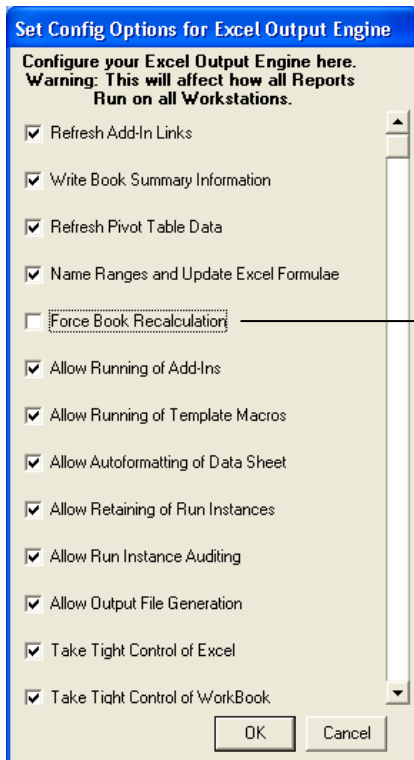 Set Config Options for Excel Output Engine
Configure your Excel Output Engine here.
Warning: This will affect how all Reports
Run on all Workstations.
Refresh Add-In Links
Write Book Summary Information
Refresh Pivot Table Data
Name Ranges and Update Excel Formulae
Force Book Recalculation
Allow Running of Add-Ins
Allow Running of Template Macros
Allow Autoformatting of Data Sheet
Allow Retaining of Run Instances
Allow Run Instance Auditing
Allow Output File Generation
Take Tight Control of Excel
Take Tight Control of WorkBook
OK Cancel